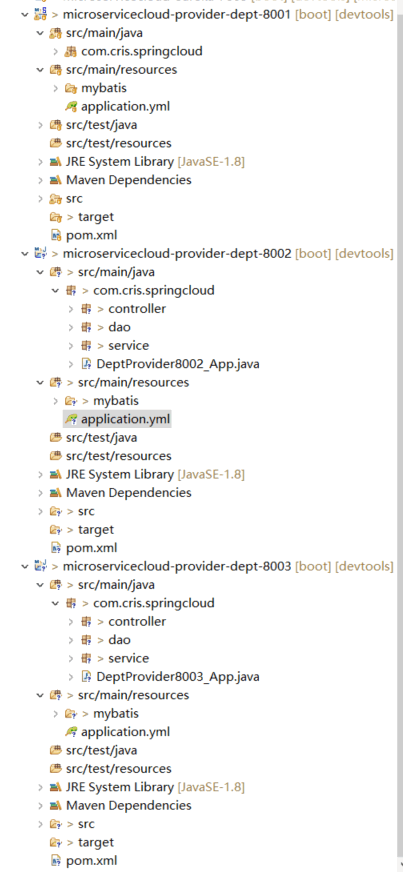 > microservicecloud-provider-dept-8001 [boot] [devtools]
src/main/java
com.cris.springcloud
src/main/resources
mybatis
application.yml
src/test/java
src/test/resources
JRE System Library [JavaSE-1.8]
Maven Dependencies
src
> target
pom.xml
> microservicecloud-provider-dept-8002 [boot] [devtools]
> src/main/java
> com.cris.springcloud
> controller
> dao
> service
DeptProvider8002_App.java
> src/main/resources
> mybatis
application.yml
src/test/java
src/test/resources
JRE System Library [JavaSE-1.8]
Maven Dependencies
> src
> target
pom.xml
> microservicecloud-provider-dept-8003 [boot] [devtools]
> src/main/java
> com.cris.springcloud
> controller
> dao
> service
> DeptProvider8003_App.java
> src/main/resources
> mybatis
application.yml
src/test/java
src/test/resources
JRE System Library [JavaSE-1.8]
Maven Dependencies
> src
> target
pom.xml